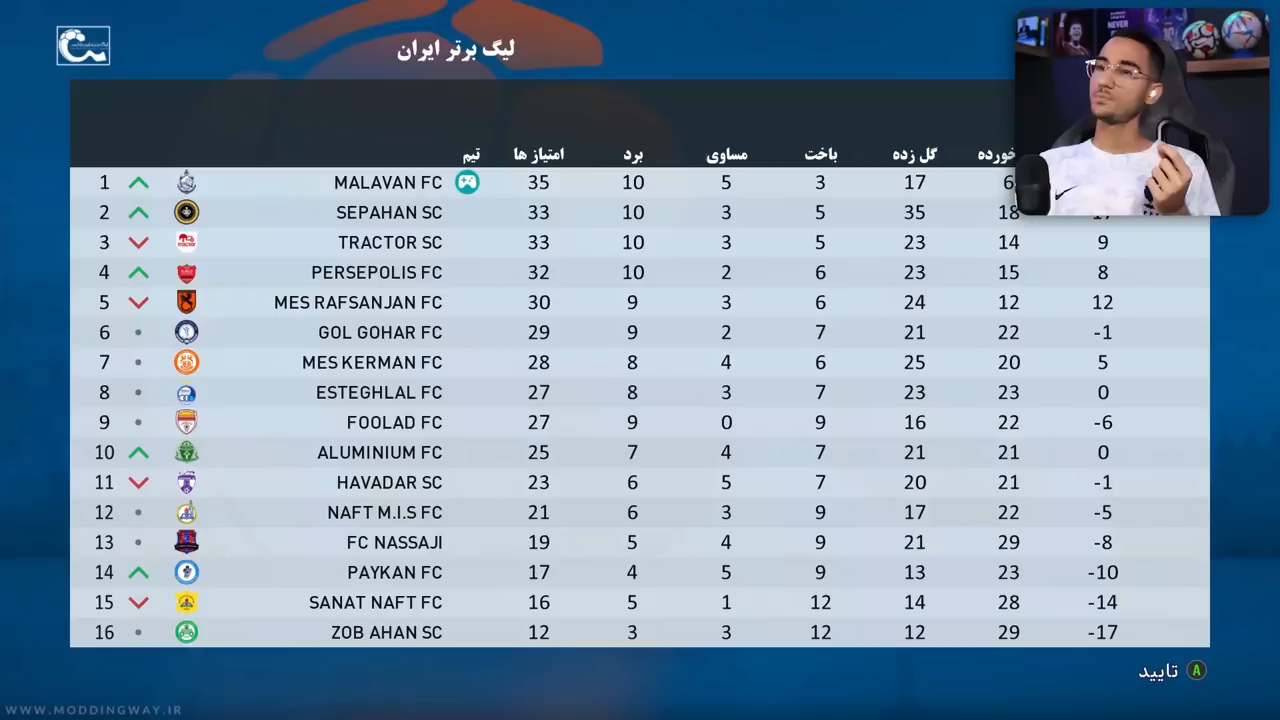 لیگ برتر ایران
تیم امتیاز ها برد مساوی باخت گل زده خورده
1 MALAVAN FC 35 10 5 3 17 6
2 SEPAHAN SC 33 10 3 5 35 18 17
3 TRACTOR SC 33 10 3 5 23 14 9
4 PERSEPOLIS FC 32 10 2 6 23 15 8
5 MES RAFSANJAN FC 30 9 3 6 24 12 12
6 GOL GOHAR FC 29 9 2 7 21 22 -1
7 MES KERMAN FC 28 8 4 6 25 20 5
8 ESTEGHLAL FC 27 8 3 7 23 23 0
9 FOOLAD FC 27 9 0 9 16 22 -6
10 ALUMINIUM FC 25 7 4 7 21 21 0
11 HAVADAR SC 23 6 5 7 20 21 -1
12 NAFT M.I.S FC 21 6 3 9 17 22 -5
13 FC NASSAJI 19 5 4 9 21 29 -8
14 PAYKAN FC 17 4 5 9 13 23 -10
15 SANAT NAFT FC 16 5 1 12 14 28 -14
16 ZOB AHAN SC 12 3 3 12 12 29 -17
تایید A
WWW.MODDINGWAY.IR